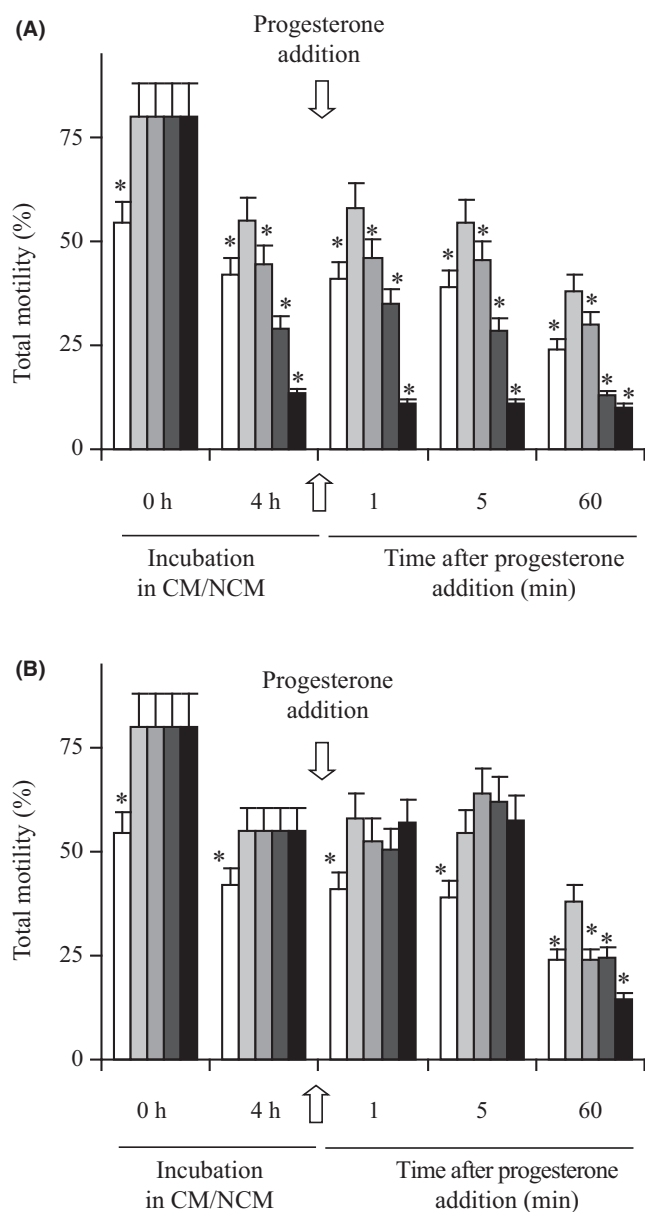 (A)
Progesterone
addition
Total motility (%)
75
50
25
0
* * * * * * * * * * * * * * * * *
0 h 4 h 1 5 60
Incubation
in CM/NCM
Time after progesterone
addition (min)
(B)
Progesterone
addition
Total motility (%)
75
50
25
0
* * * * * * * *
0 h 4 h 1 5 60
Incubation
in CM/NCM
Time after progesterone
addition (min)